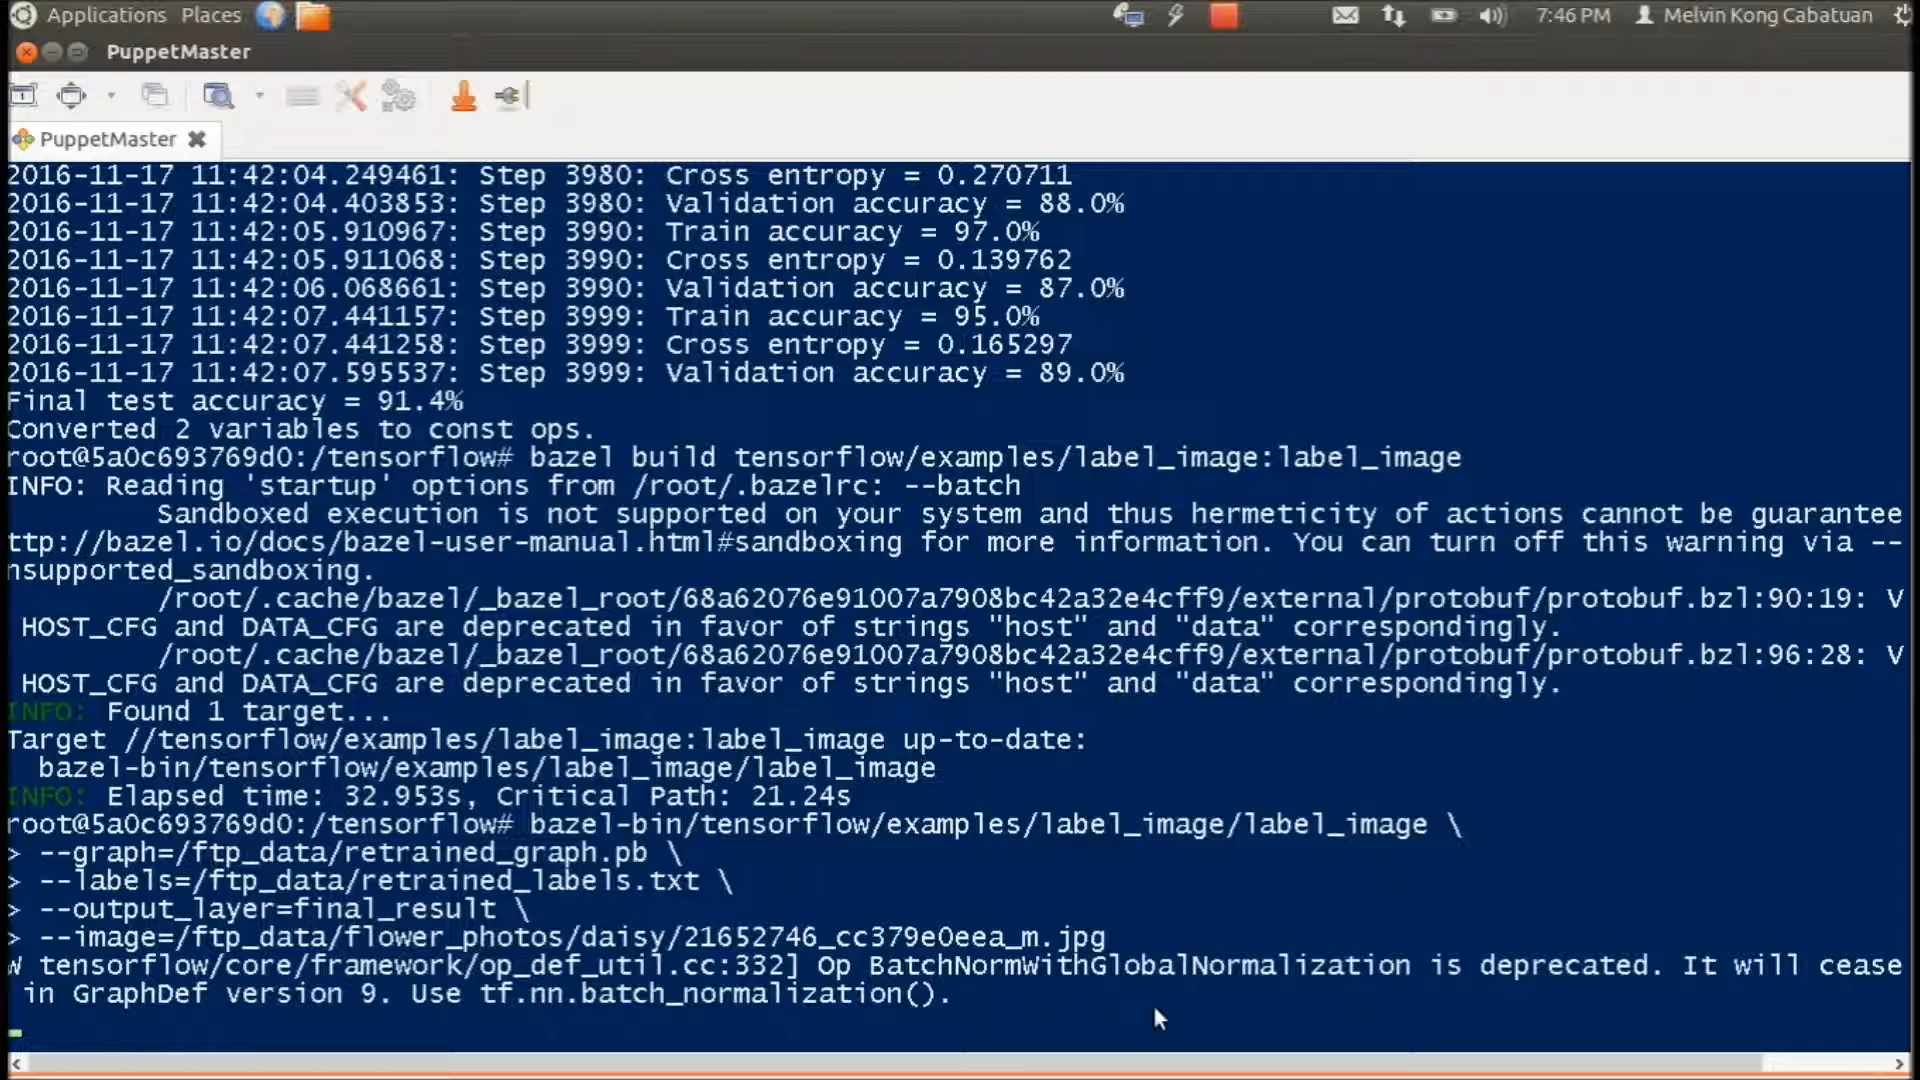 Applications Places 7:46 PM Melvin Kong Cabatuan
PuppetMaster
PuppetMaster
2016-11-17 11:42:04.249461: Step 3980: Cross entropy = 0.270711
2016-11-17 11:42:04.403853: Step 3980: Validation accuracy = 88.0%
2016-11-17 11:42:05.910967: Step 3990: Train accuracy = 97.0%
2016-11-17 11:42:05.911068: Step 3990: Cross entropy = 0.139762
2016-11-17 11:42:06.068661: Step 3990: Validation accuracy = 87.0%
2016-11-17 11:42:07.441157: Step 3999: Train accuracy = 95.0%
2016-11-17 11:42:07.441258: Step 3999: Cross entropy = 0.165297
2016-11-17 11:42:07.595537: Step 3999: Validation accuracy = 89.0%
Final test accuracy = 91.4%
Converted 2 variables to const ops.
root@5a0c693769d0:/tensorflow# bazel build tensorflow/examples/label_image:label_image
INFO: Reading 'startup' options from /root/.bazelrc: --batch
Sandboxed execution is not supported on your system and thus hermeticity of actions cannot be guarantee
ttp://bazel.io/docs/bazel-user-manual.html#sandboxing for more information. You can turn off this warning via --
nsupported_sandboxing.
/root/.cache/bazel/_bazel_root/68a62076e91007a7908bc42a32e4cff9/external/protobuf/protobuf.bzl:90:19: V
HOST_CFG and DATA_CFG are deprecated in favor of strings "host" and "data" correspondingly.
/root/.cache/bazel/_bazel_root/68a62076e91007a7908bc42a32e4cff9/external/protobuf/protobuf.bzl:96:28: V
HOST_CFG and DATA_CFG are deprecated in favor of strings "host" and "data" correspondingly.
INFO: Found 1 target...
Target //tensorflow/examples/label_image:label_image up-to-date:
bazel-bin/tensorflow/examples/label_image/label_image
INFO: Elapsed time: 32.953s, Critical Path: 21.24s
root@5a0c693769d0:/tensorflow# bazel-bin/tensorflow/examples/label_image/label_image \
> --graph=/ftp_data/retrained_graph.pb \
> --labels=/ftp_data/retrained_labels.txt \
> --output_layer=final_result \
> --image=/ftp_data/flower_photos/daisy/21652746_cc379e0eea_m.jpg
W tensorflow/core/framework/op_def_util.cc:332] Op BatchNormWithGlobalNormalization is deprecated. It will cease
in GraphDef version 9. Use tf.nn.batch_normalization().